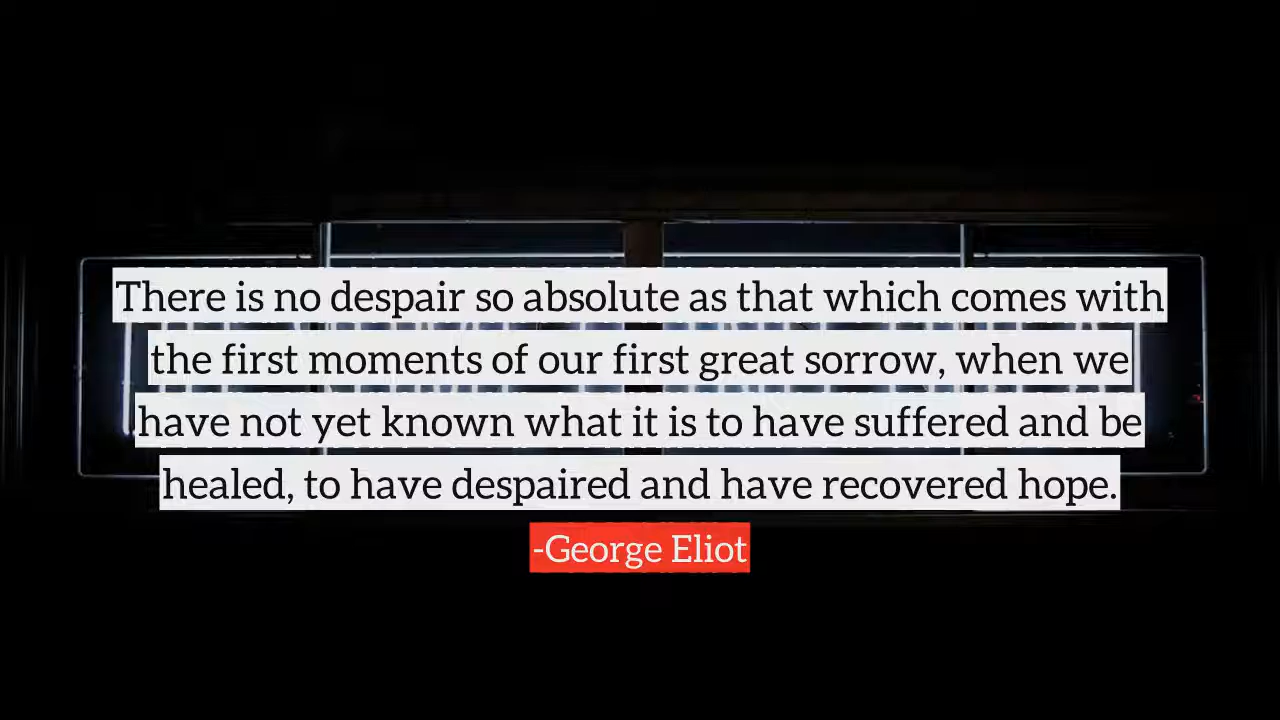 There is no despair so absolute as that which comes with
the first moments of our first great sorrow, when we
have not yet known what it is to have suffered and be
healed, to have despaired and have recovered hope.
-George Eliot